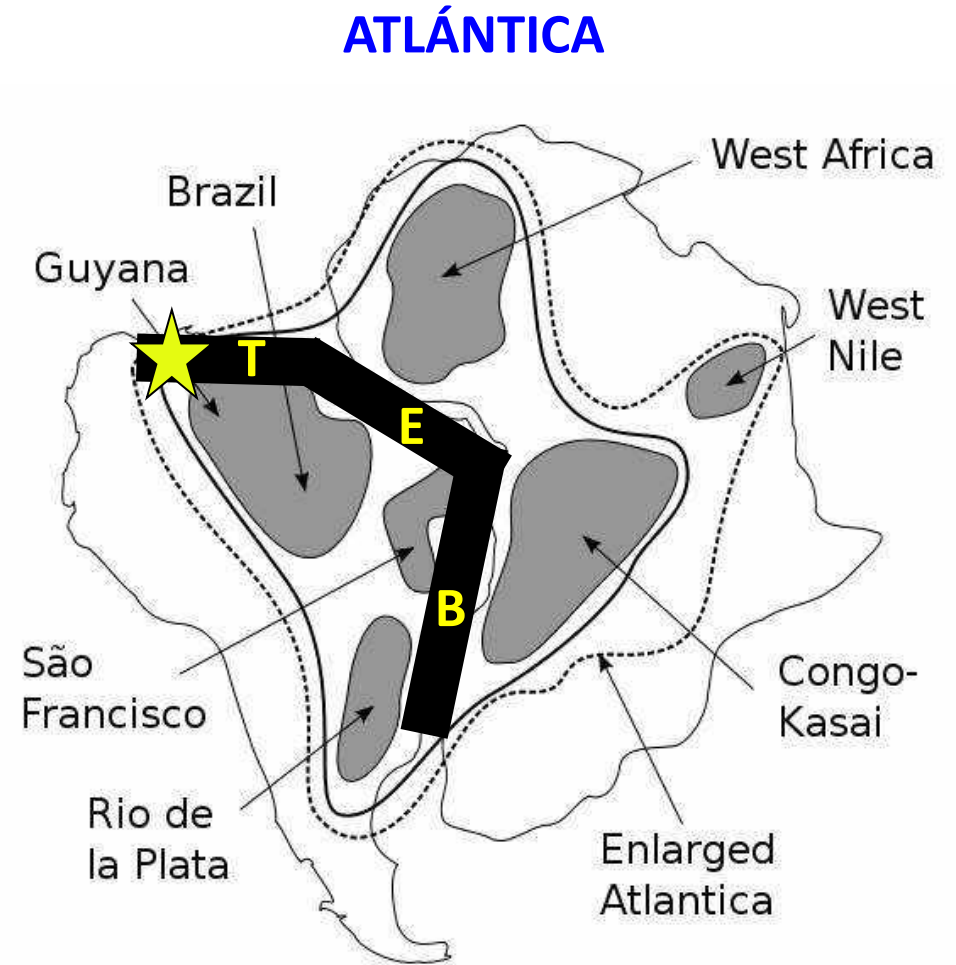 ATLÁNTICA
West Africa
Brazil
Guyana
West
Nile
T
E
B
São
Francisco
Congo-
Kasai
Rio de
la Plata
Enlarged
Atlantica